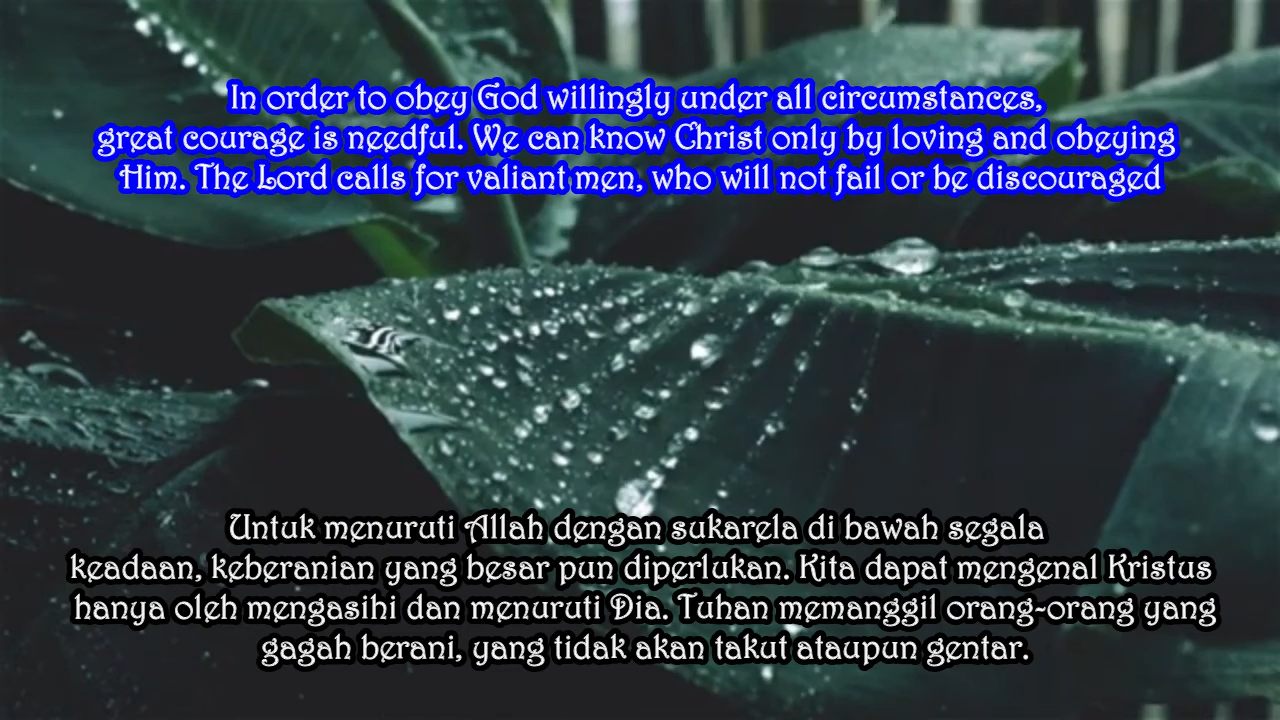 In order to obey God willingly under all circumstances,
great courage is needful. We can know Christ only by loving and obeying
Him. The Lord calls for valiant men, who will not fail or be discouraged
Untuk menuruti Allah dengan sukarela di bawah segala
keadaan, keberanian yang besar pun diperlukan. Kita dapat mengenal Kristus
hanya oleh mengasihi dan menuruti Dia. Tuhan memanggil orang-orang yang
gagah berani, yang tidak akan takut ataupun gentar.